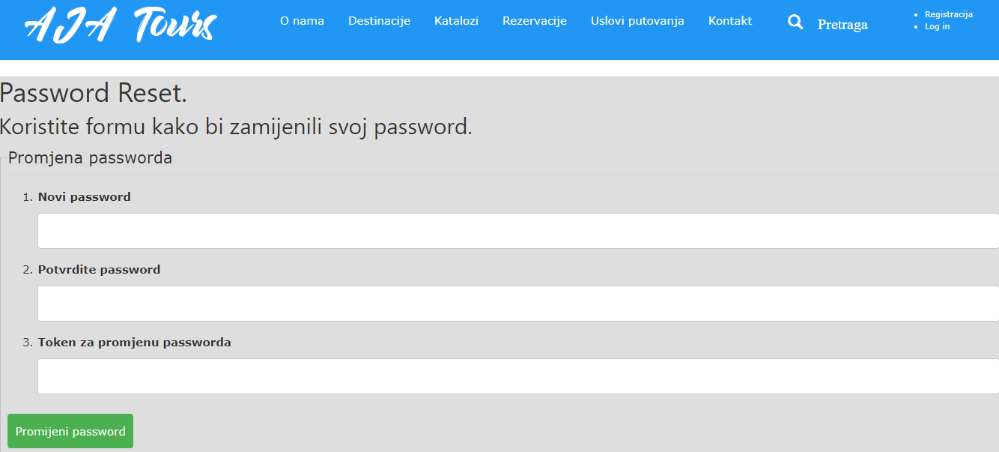 AJA Tours
O nama Destinacije Katalozi Rezervacije Uslovi putovanja Kontakt Pretraga
Registracija
Log in
Password Reset.
Koristite formu kako bi zamijenili svoj password.
Promjena passworda
1. Novi password
2. Potvrdite password
3. Token za promjenu passworda
Promijeni password